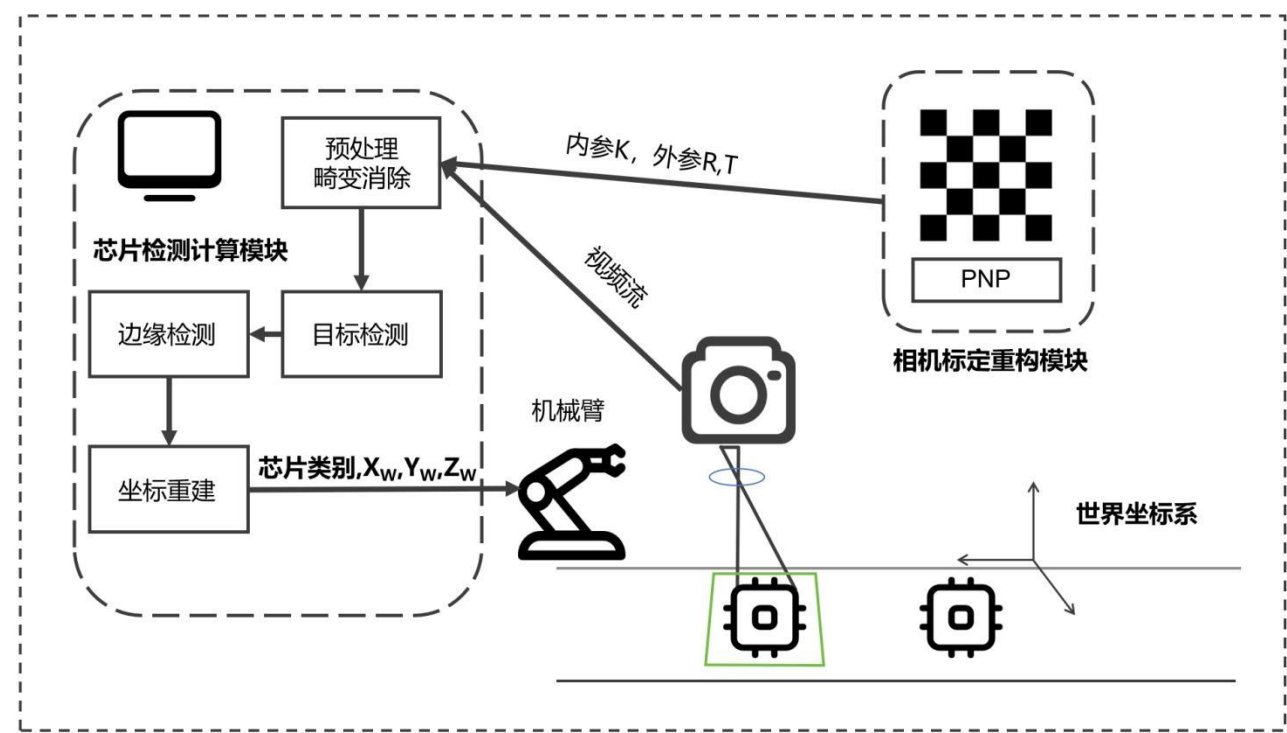 预处理
畸变消除
内参K，外参R,T
芯片检测计算模块
视频流
PNP
边缘检测
目标检测
相机标定重构模块
机械臂
坐标重建
芯片类别,XW,YW,ZW
世界坐标系